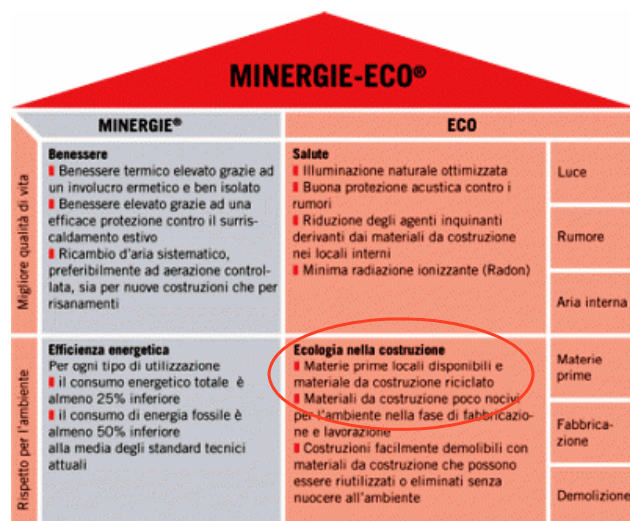 MINERGIE-ECO®
MINERGIE®
ECO
Migliore qualità di vita
Benessere
Benessere termico elevato grazie ad
un involucro ermetico e ben isolato
Benessere elevato grazie ad una
efficace protezione contro il surris-
caldamento estivo
Ricambio d'aria sistematico,
preferibilmente ad aerazione control-
lata, sia per nuove costruzioni che per
risanamenti
Salute
Illuminazione naturale ottimizzata
Buona protezione acustica contro i
rumori
Riduzione degli agenti inquinanti
derivanti dai materiali da costruzione
nei locali interni
Minima radiazione ionizzante (Radon)
Luce
Rumore
Aria interna
Rispetto per l'ambiente
Efficienza energetica
Per ogni tipo di utilizzazione
il consumo energetico totale è
almeno 25% inferiore
il consumo di energia fossile è
almeno 50% inferiore
alla media degli standard tecnici
attuali
Ecologia nella costruzione
Materie prime locali disponibili e
materiale da costruzione riciclato
Materiali da costruzione poco nocivi
per l'ambiente nella fase di fabbricazio-
ne e lavorazione
Costruzioni facilmente demolibili con
materiali da costruzione che possono
essere riutilizzati o eliminati senza
nuocere all'ambiente
Materie
prime
Fabbrica-
zione
Demolizione